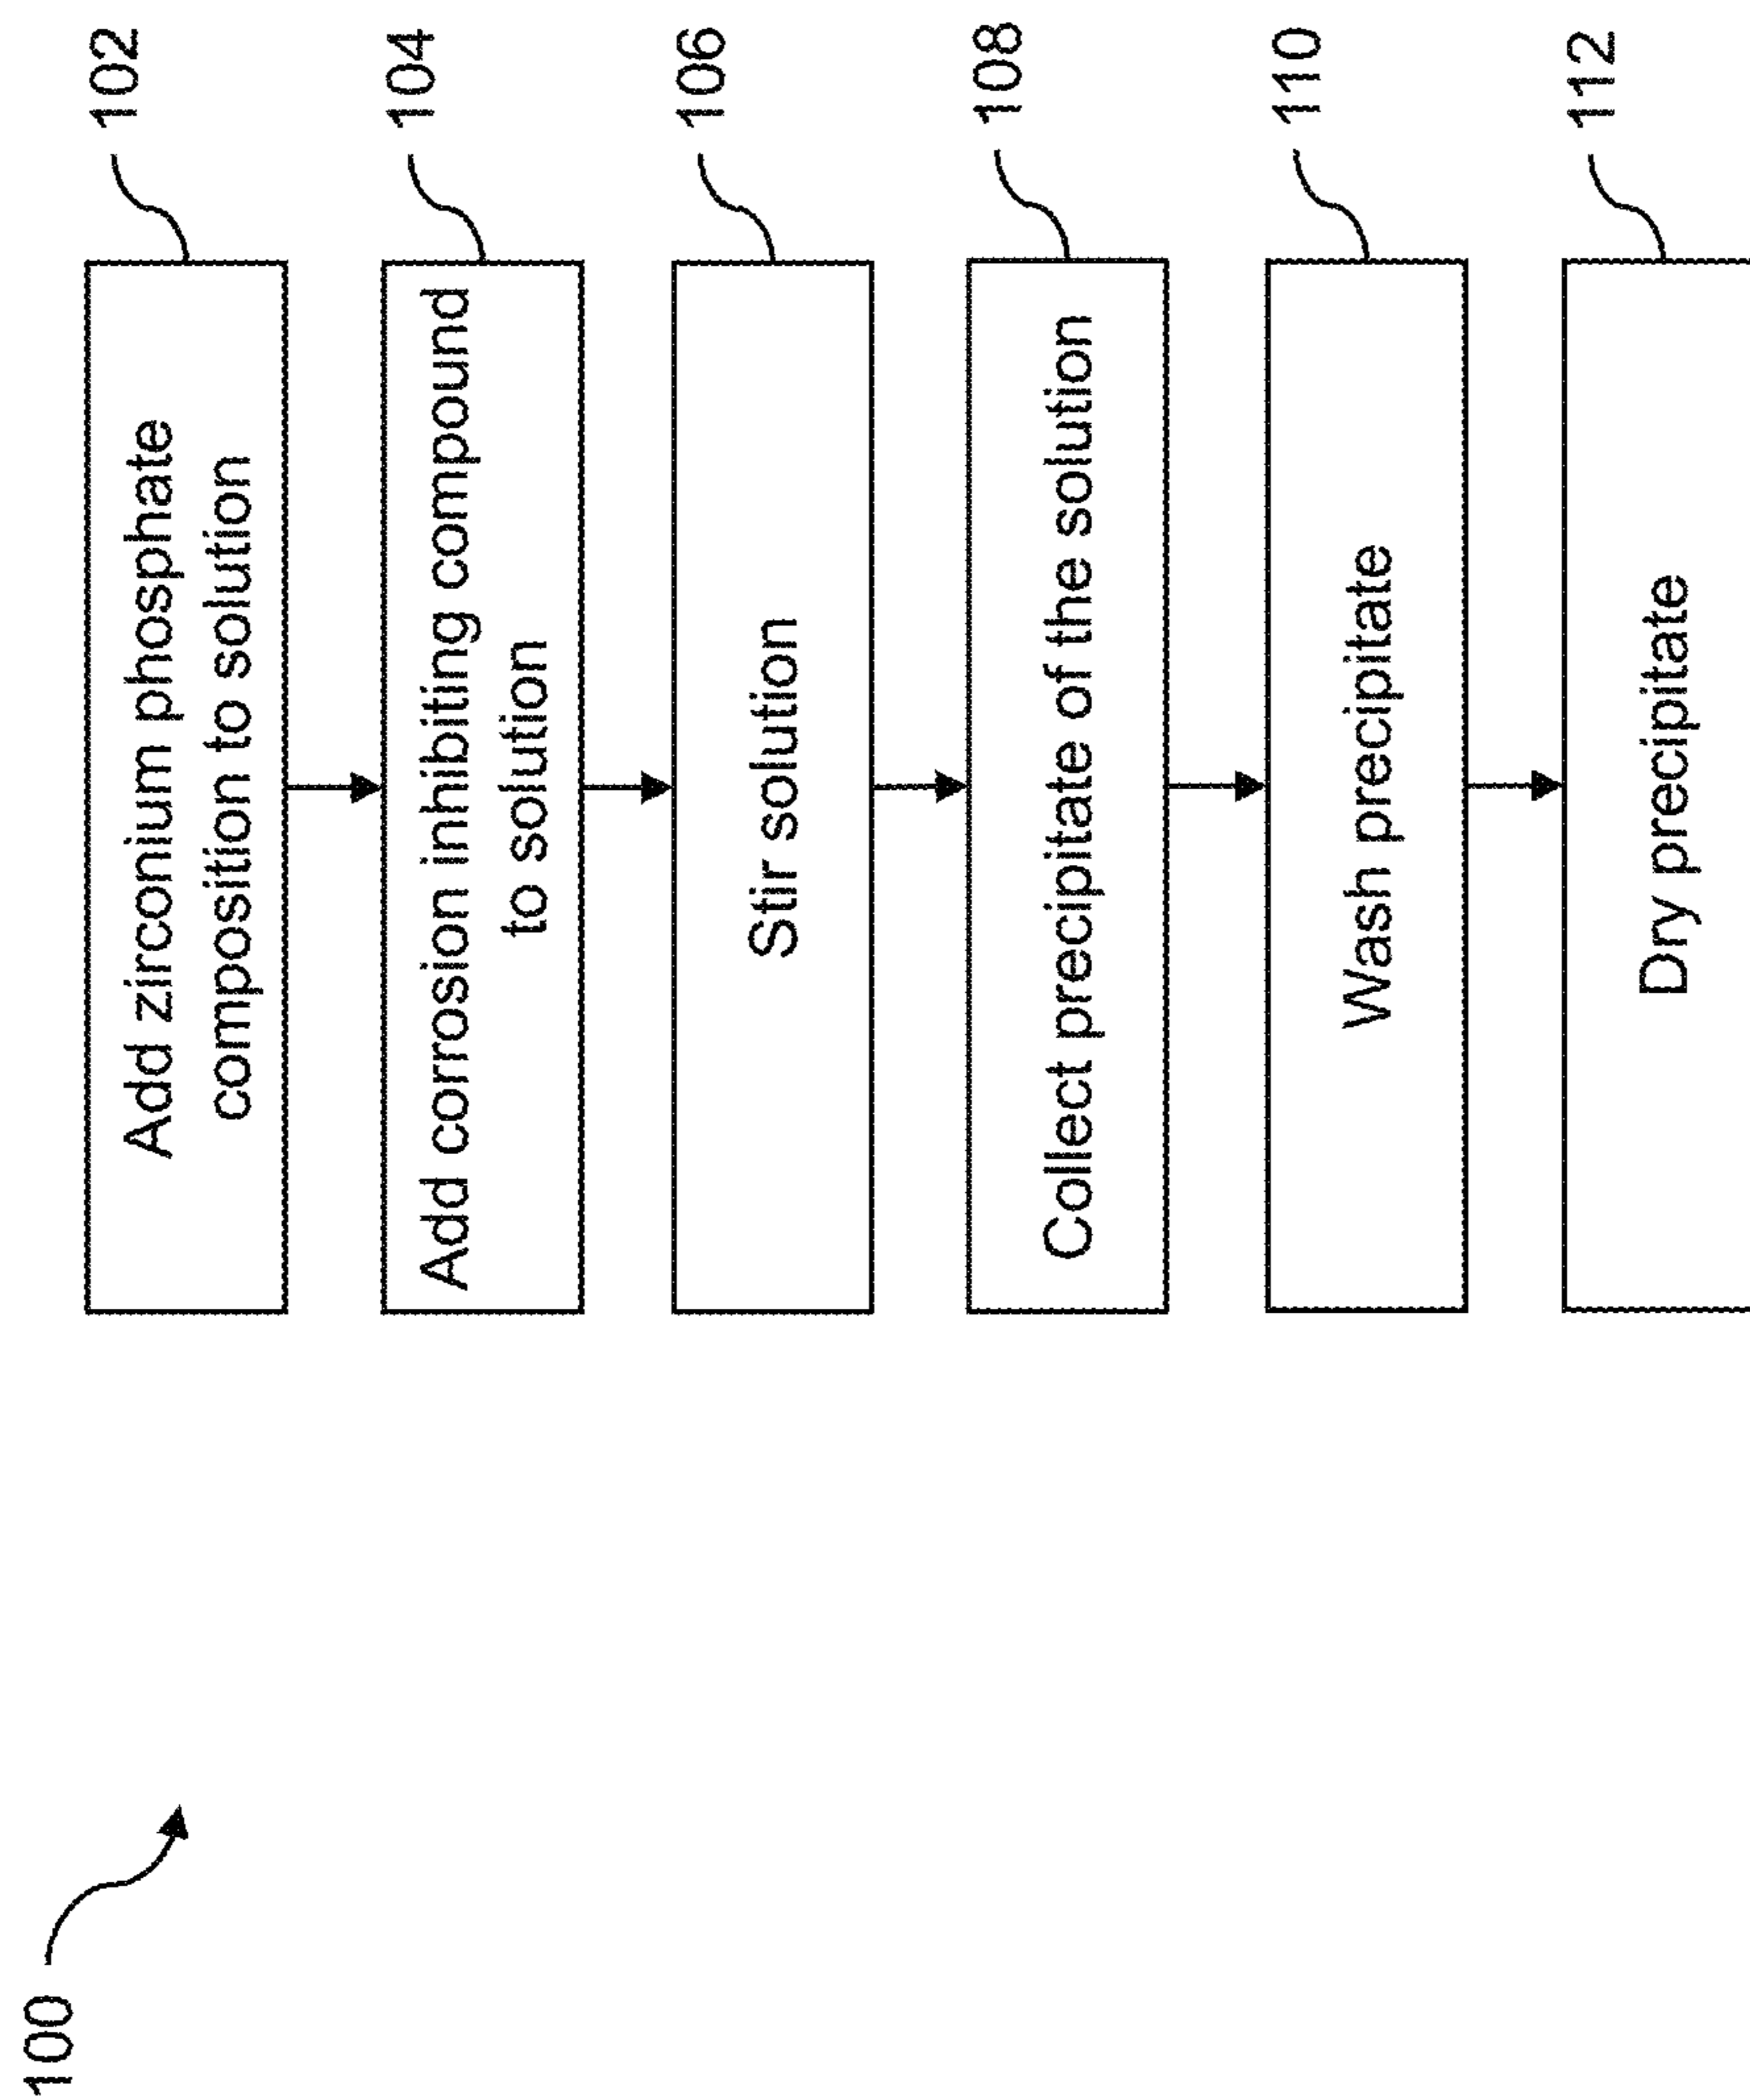 100
Add zirconium phosphate
composition to solution
102
Add corrosion inhibiting compound
to solution
104
Stir solution
106
Collect precipitate of the solution
108
Wash precipitate
110
Dry precipitate
112